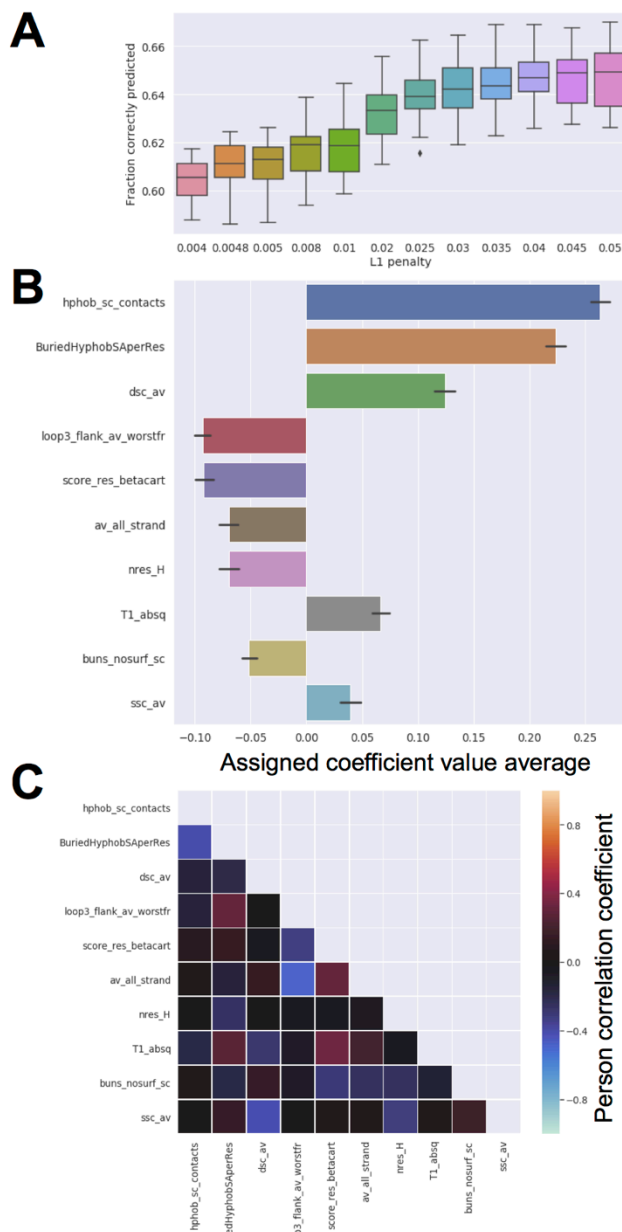 A
Fraction correctly predicted
0.66
0.64
0.62
0.60
0.004 0.0048 0.005 0.008 0.01 0.02 0.025 0.03 0.035 0.04 0.045 0.05
L1 penalty
B
hphob_sc_contacts
BuriedHyphobSAperRes
dsc_av
loop3_flank_av_worstfr
score_res_betacart
av_all_strand
nres_H
T1_absq
buns_nosurf_sc
ssc_av
−0.10 −0.05 0.00 0.05 0.10 0.15 0.20 0.25
Assigned coefficient value average
C
hphob_sc_contacts
BuriedHyphobSAperRes
dsc_av
loop3_flank_av_worstfr
score_res_betacart
av_all_strand
nres_H
T1_absq
buns_nosurf_sc
ssc_av
hphob_sc_contacts
riedHyphobSAperRes
dsc_av
p3_flank_av_worstfr
score_res_betacart
av_all_strand
nres_H
T1_absq
buns_nosurf_sc
ssc_av
0.8
0.4
0.0
−0.4
−0.8
Person correlation coefficient